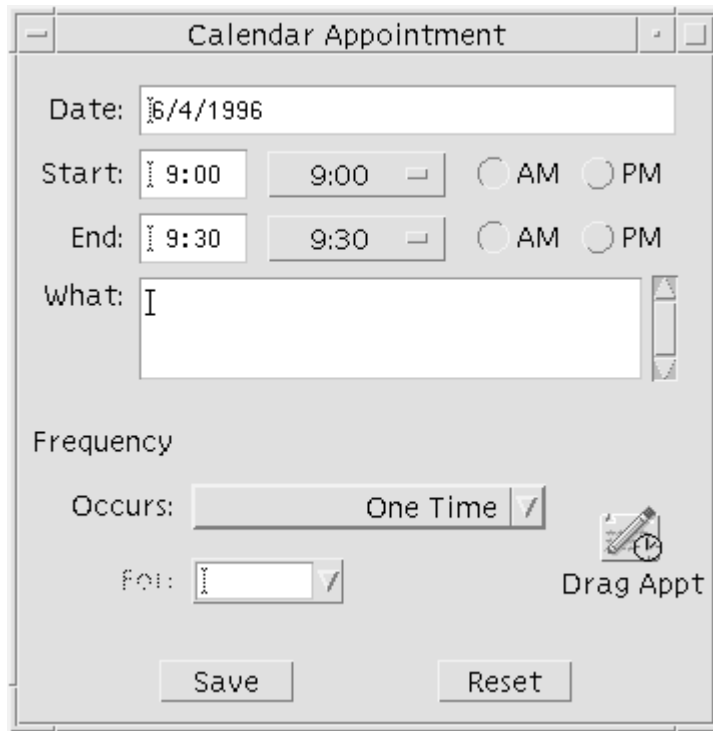 Calendar Appointment
Date: 6/4/1996
Start: 9:00 9:00 AM PM
End: 9:30 9:30 AM PM
What:
Frequency
Occurs: One Time
For:
Drag Appt
Save Reset